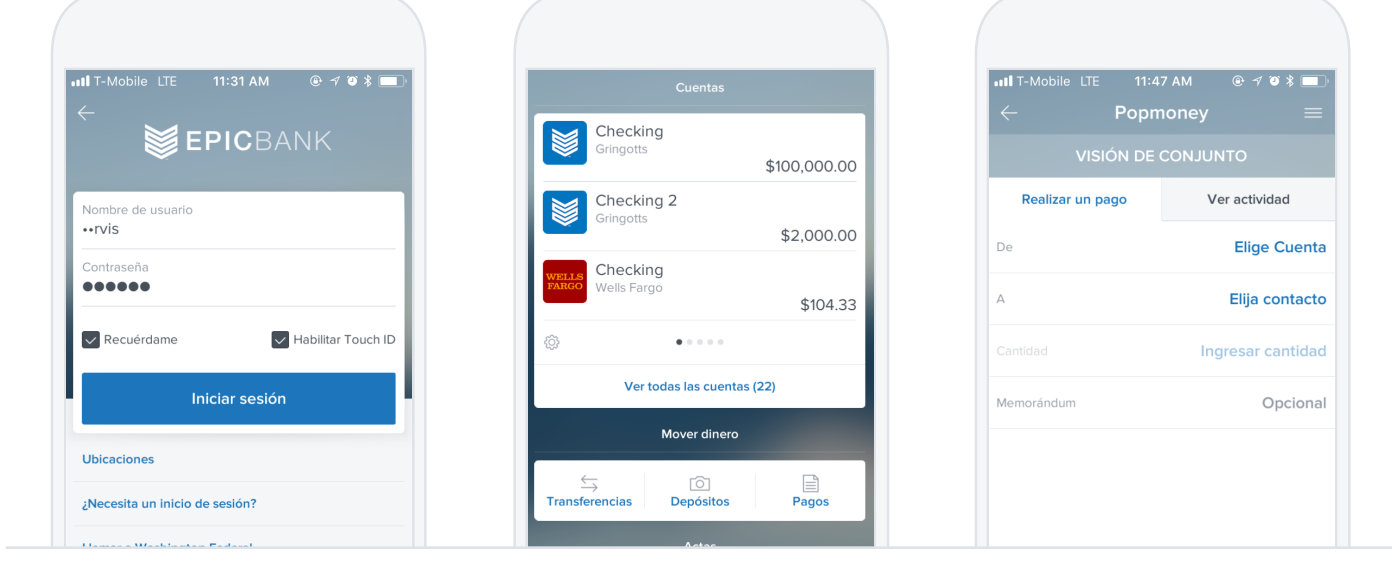 T-Mobile LTE 11:31 AM
EPICBANK
Nombre de usuario
••rvis
Contraseña
●●●●●●
Recuérdame
Habilitar Touch ID
Iniciar sesión
Ubicaciones
¿Necesita un inicio de sesión?
Llamar a Washington Federal
Cuentas
Checking
Gringotts
$100,000.00
Checking 2
Gringotts
$2,000.00
WELLS
FARGO
Checking
Wells Fargo
$104.33
Ver todas las cuentas (22)
Mover dinero
Transferencias
Depósitos
Pagos
Actas
T-Mobile LTE 11:47 AM
Popmoney
VISIÓN DE CONJUNTO
Realizar un pago
Ver actividad
De
Elige Cuenta
A
Elija contacto
Cantidad
Ingresar cantidad
Memorándum
Opcional